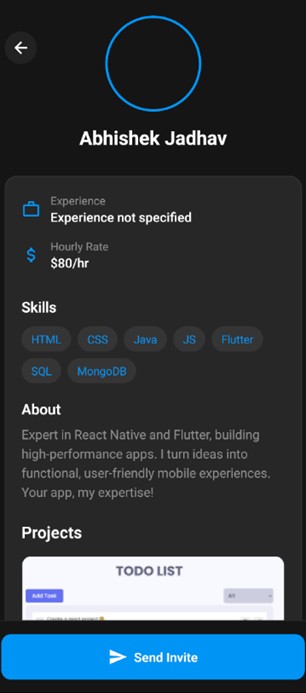 Abhishek Jadhav
Experience
Experience not specified
Hourly Rate
$80/hr
Skills
HTML CSS Java JS Flutter
SQL MongoDB
About
Expert in React Native and Flutter, building
high-performance apps. I turn ideas into
functional, user-friendly mobile experiences.
Your app, my expertise!
Projects
TODO LIST
Add Task All
Send Invite